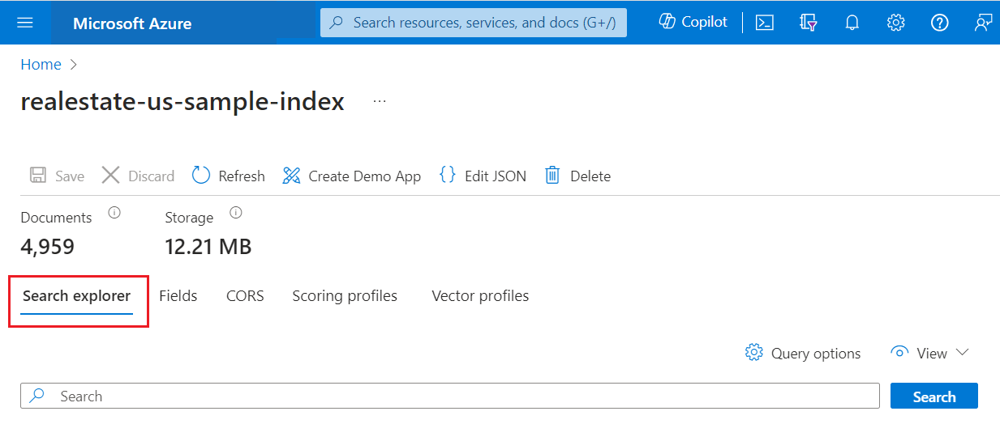 Microsoft Azure Search resources, services, and docs (G+/) Copilot
Home
realestate-us-sample-index ...
Save Discard Refresh Create Demo App {} Edit JSON Delete
Documents Storage
4,959 12.21 MB
Search explorer Fields CORS Scoring profiles Vector profiles
Query options View
Search Search